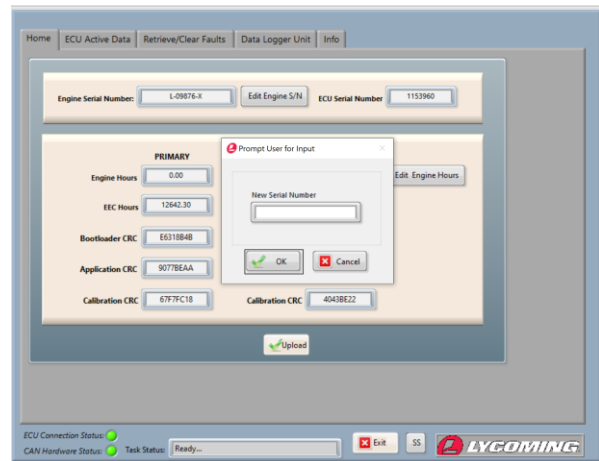 Home ECU Active Data Retrieve/Clear Faults Data Logger Unit Info
Engine Serial Number: L-09876-X Edit Engine S/N ECU Serial Number 1153960
PRIMARY
Engine Hours 0.00 Edit Engine Hours
EEC Hours 12642.30
Bootloader CRC E6318B4B
Application CRC 9077BEAA
Calibration CRC 67F7FC18 Calibration CRC 4043BE22
Prompt User for Input
New Serial Number
OK Cancel
Upload
ECU Connection Status:
CAN Hardware Status: Task Status: Ready...
Exit SS LYCOMING